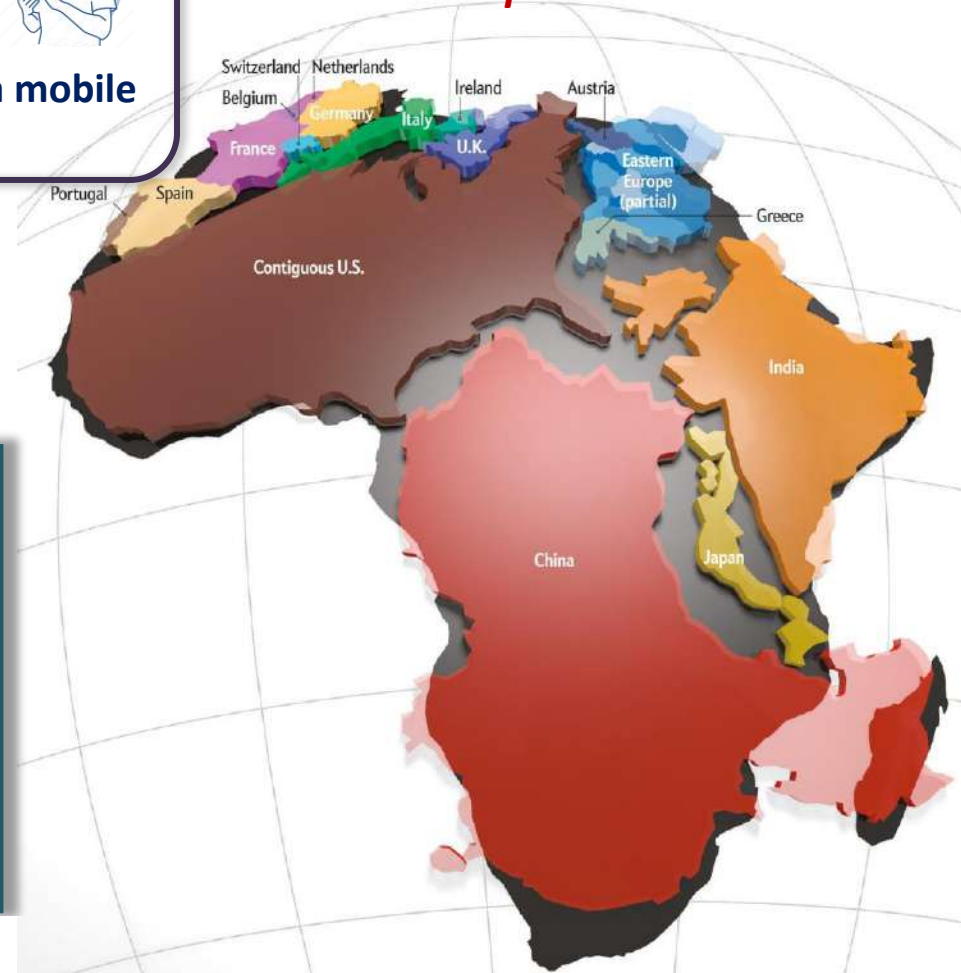 mobile
Switzerland
Netherlands
Belgium
Germany
Italy
Ireland
Austria
France
U.K.
Portugal
Spain
Eastern
Europe
(partial)
Greece
Contiguous U.S.
India
China
Japan